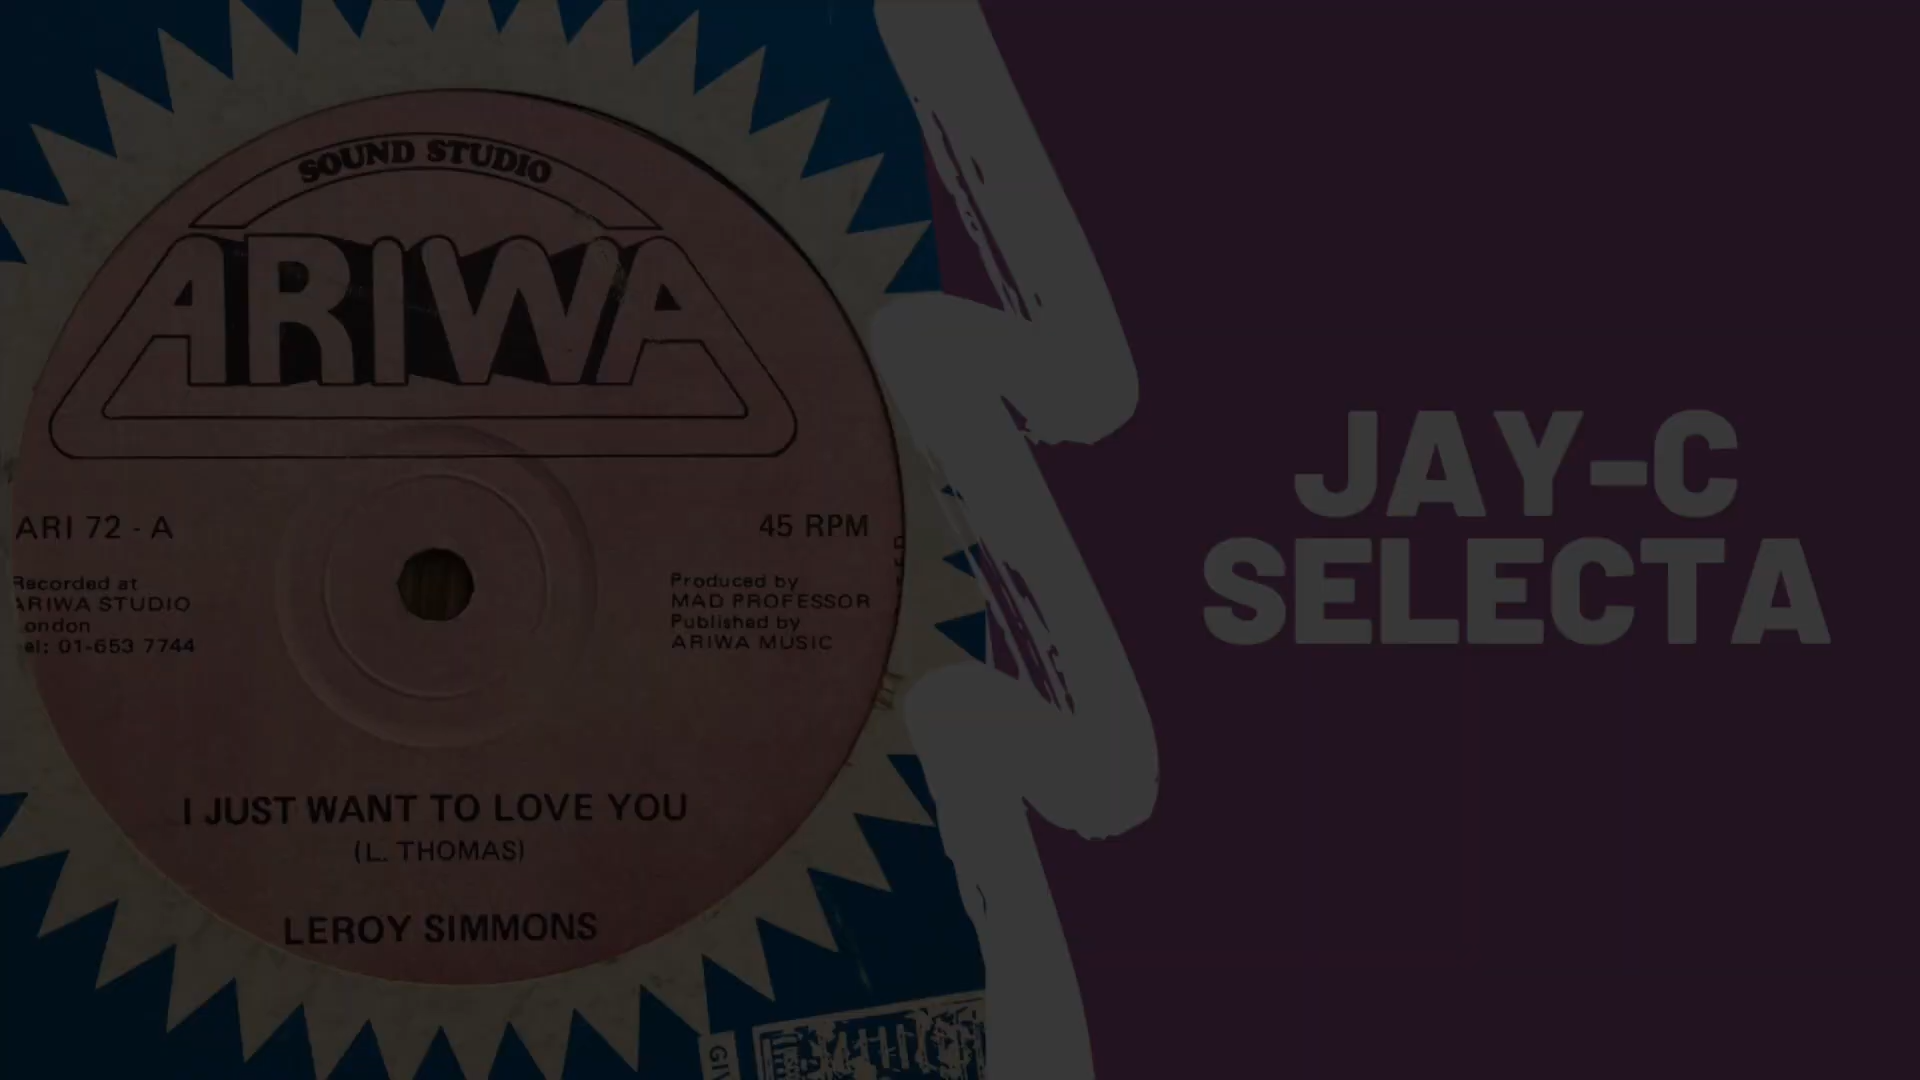 SOUND STUDIO
ARIWA
ARI 72 - A
45 RPM
Recorded at
ARIWA STUDIO
ondon
el: 01-653 7744
Produced by
MAD PROFESSOR
Published by
ARIWA MUSIC
I JUST WANT TO LOVE YOU
(L. THOMAS)
LEROY SIMMONS
GIV
JAY-C
SELECTA